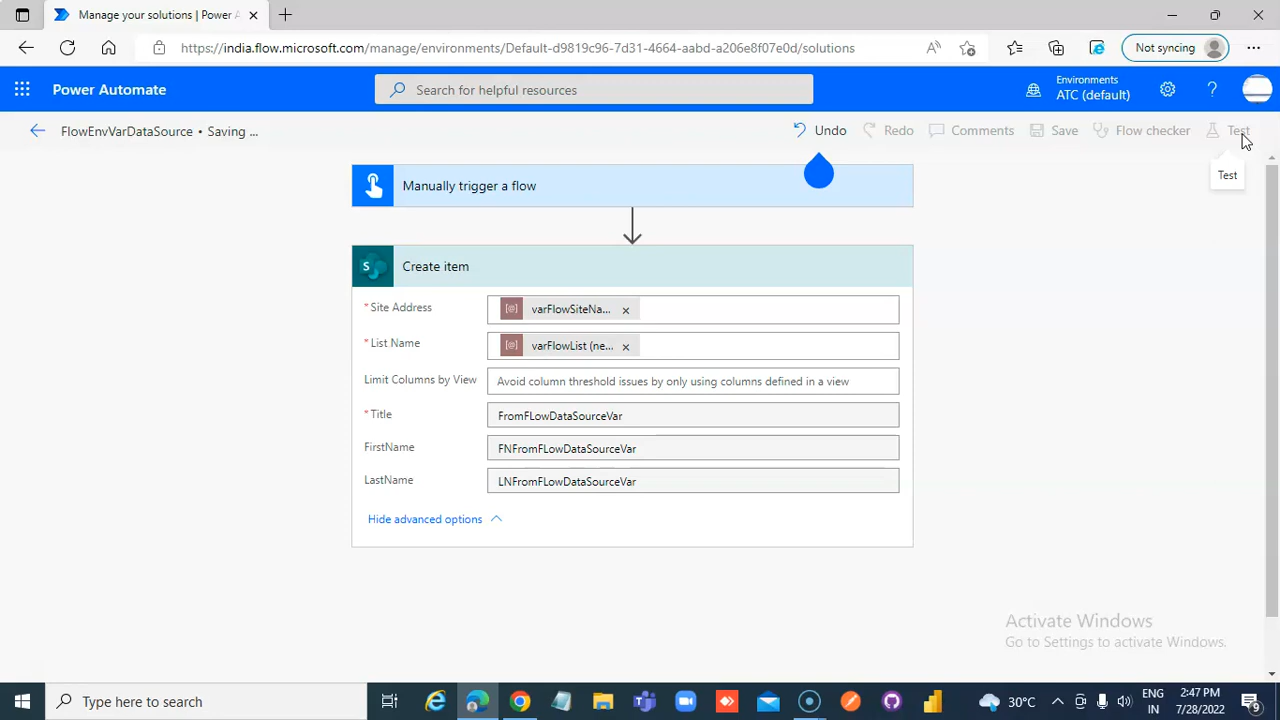 Manage your solutions | Power A
https://india.flow.microsoft.com/manage/environments/Default-d9819c96-7d31-4664-aabd-a206e8f07e0d/solutions
Not syncing
Power Automate
Search for helpful resources
Environments
ATC (default)
FlowEnvVarDataSource • Saving ...
Undo
Redo
Comments
Save
Flow checker
Test
Test
Manually trigger a flow
Create item
* Site Address
varFlowSiteNa... ×
* List Name
varFlowList (ne... ×
Limit Columns by View
Avoid column threshold issues by only using columns defined in a view
* Title
FromFLowDataSourceVar
FirstName
FNFromFLowDataSourceVar
LastName
LNFromFLowDataSourceVar
Hide advanced options
Activate Windows
Go to Settings to activate Windows.
Type here to search
30°C
ENG
IN
2:47 PM
7/28/2022
9